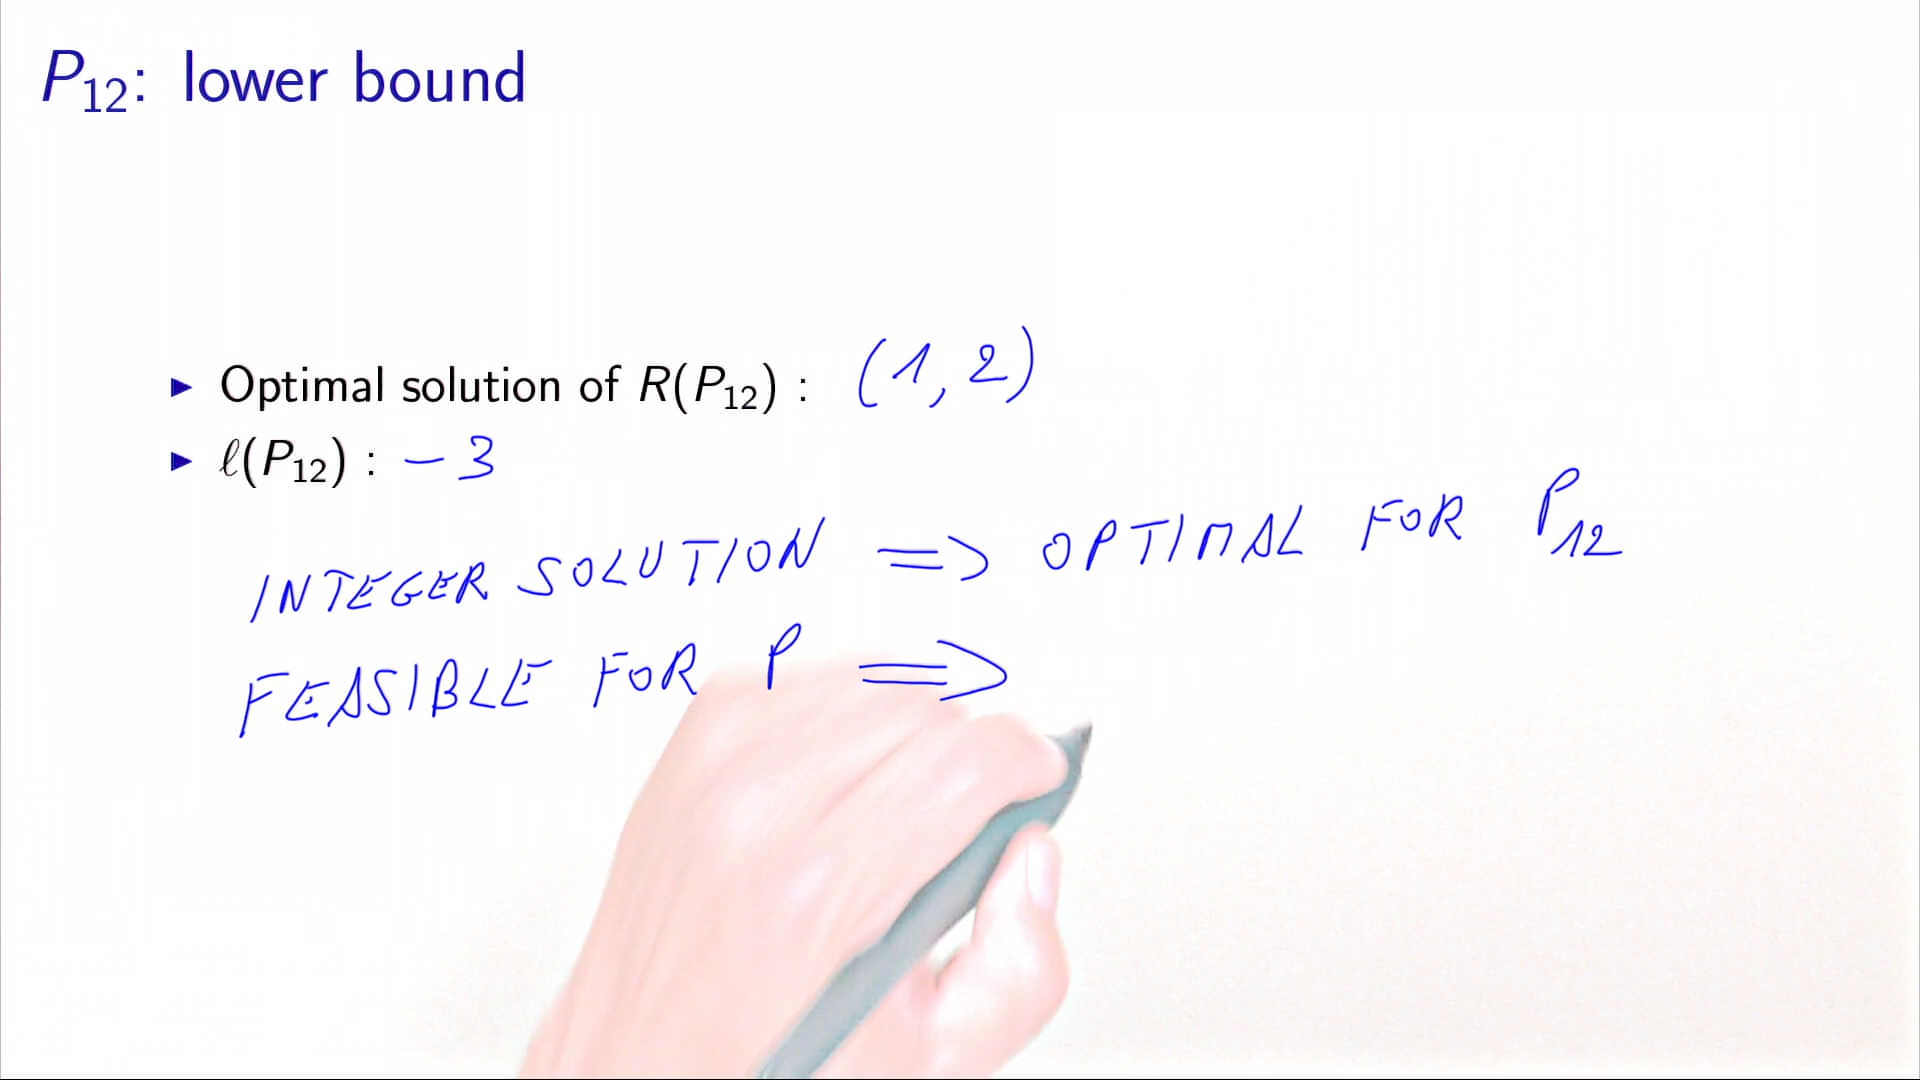 P₁₂: lower bound
▶ Optimal solution of R(P₁₂) : (1, 2)
▶ ℓ(P₁₂) : −3
INTEGER SOLUTION => OPTIMAL FOR P₁₂
FEASIBLE FOR P =>